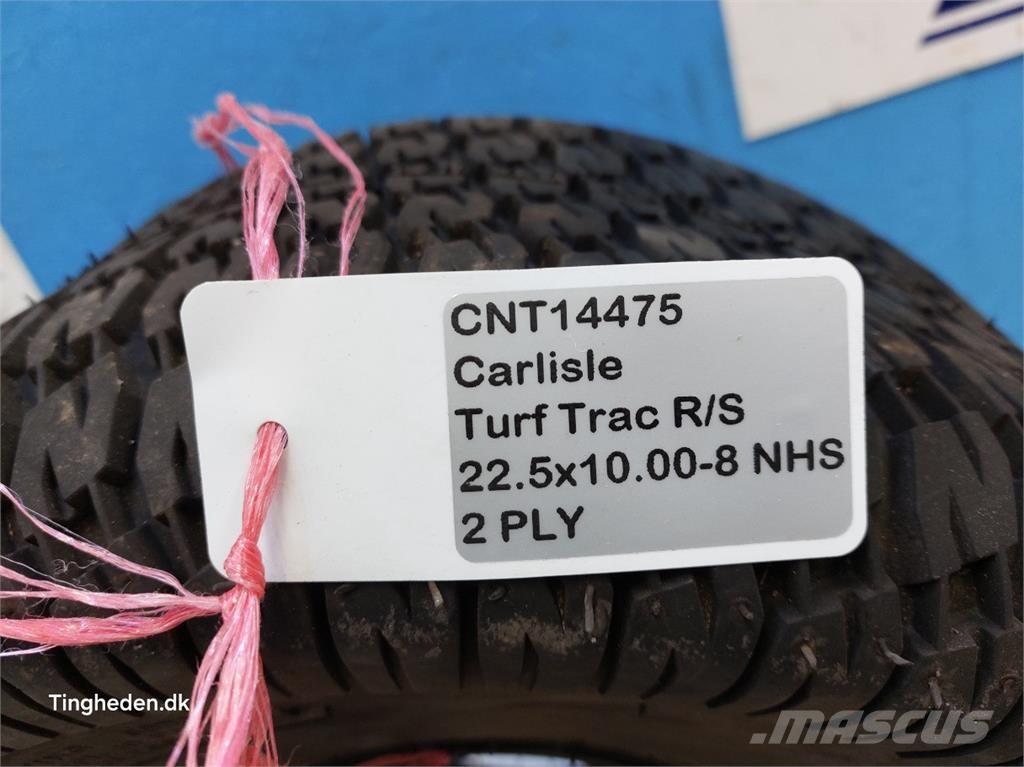 CNT14475
Carlisle
Turf Trac R/S
22.5x10.00-8 NHS
2 PLY
Tingheden.dk
MASCUS